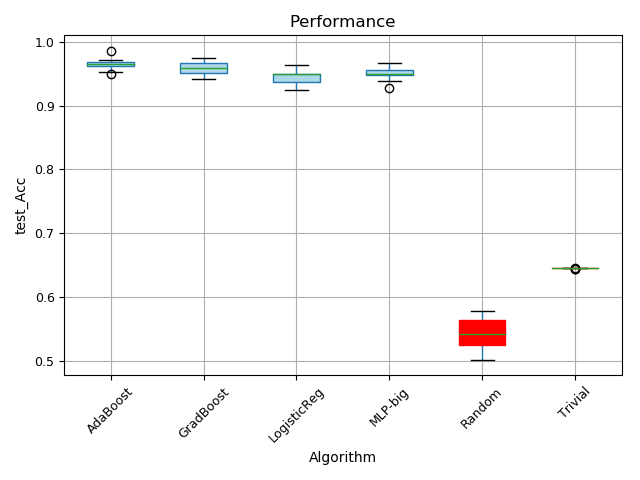 Performance
1.0
0.9
0.8
0.7
0.6
0.5
test_Acc
AdaBoost
GradBoost
LogisticReg
MLP-big
Random
Trivial
Algorithm